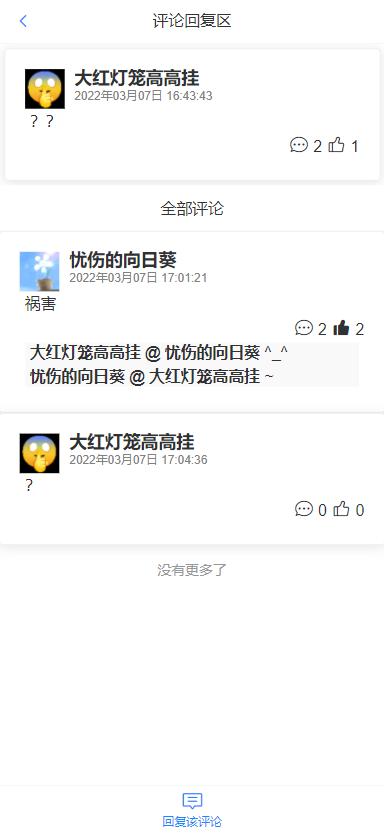 评论回复区
大红灯笼高高挂
2022年03月07日 16:43:43
？？
2 1
全部评论
忧伤的向日葵
2022年03月07日 17:01:21
祸害
2 2
大红灯笼高高挂 @ 忧伤的向日葵 ^_^
忧伤的向日葵 @ 大红灯笼高高挂 ~
大红灯笼高高挂
2022年03月07日 17:04:36
？
0 0
没有更多了
回复该评论